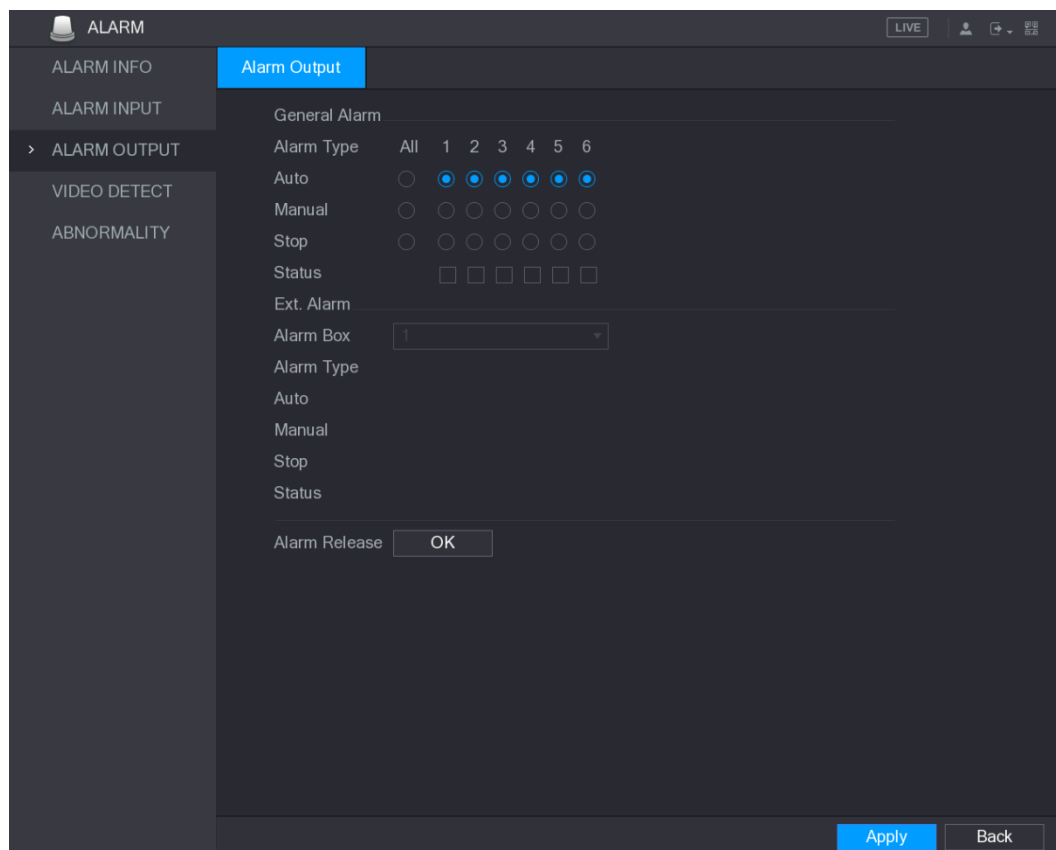 ALARM
LIVE
ALARM INFO
ALARM INPUT
> ALARM OUTPUT
VIDEO DETECT
ABNORMALITY
Alarm Output
General Alarm
Alarm Type All 1 2 3 4 5 6
Auto
Manual
Stop
Status
Ext. Alarm
Alarm Box 1
Alarm Type
Auto
Manual
Stop
Status
Alarm Release OK
Apply Back